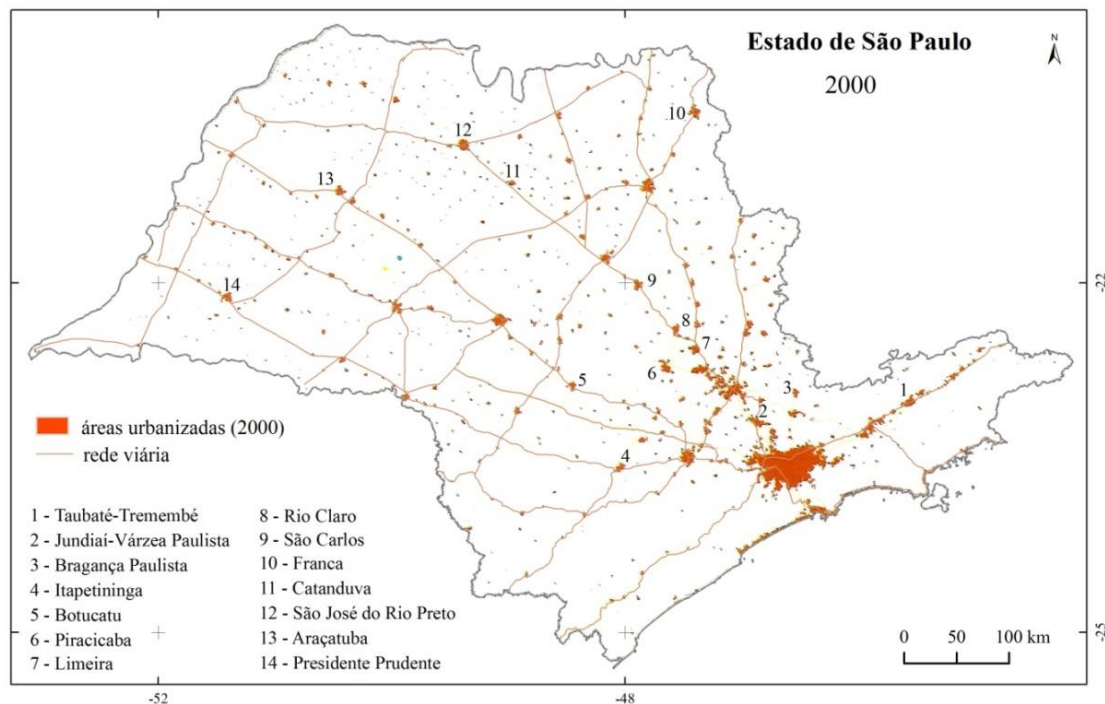 Estado de São Paulo
2000
N
10
12
11
13
14
9
8
7
6
3
5
1
2
4
-22
-25
áreas urbanizadas (2000)
rede viária
1 - Taubaté-Tremembé
2 - Jundiaí-Várzea Paulista
3 - Bragança Paulista
4 - Itapetininga
5 - Botucatu
6 - Piracicaba
7 - Limeira
8 - Rio Claro
9 - São Carlos
10 - Franca
11 - Catanduva
12 - São José do Rio Preto
13 - Araçatuba
14 - Presidente Prudente
0 50 100 km
-52
-48